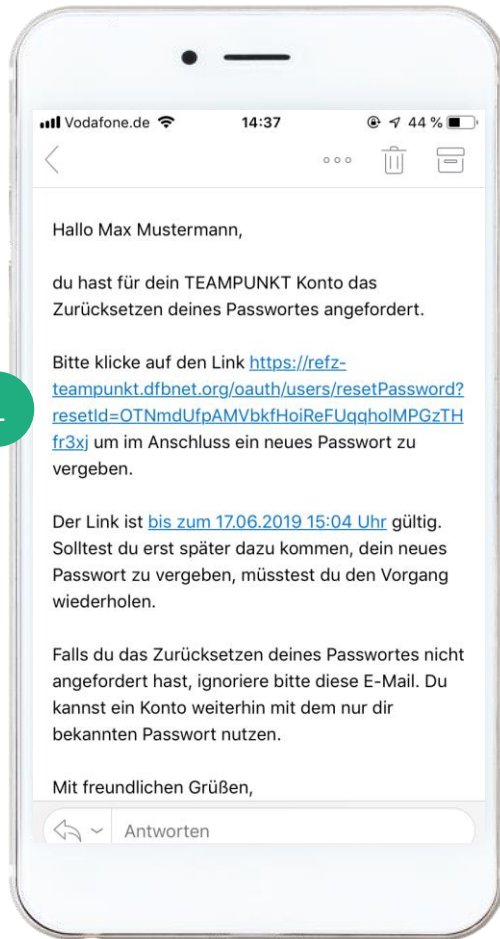 Vodafone.de 14:37 44 %
Hallo Max Mustermann,
du hast für dein TEAMPUNKT Konto das
Zurücksetzen deines Passwortes angefordert.
Bitte klicke auf den Link https://refz-
teampunkt.dfbnet.org/oauth/users/resetPassword?
resetId=OTNmdUfpAMVbkfHoiReFUqqholMPGzTH
fr3xj um im Anschluss ein neues Passwort zu
vergeben.
Der Link ist bis zum 17.06.2019 15:04 Uhr gültig.
Solltest du erst später dazu kommen, dein neues
Passwort zu vergeben, müsstest du den Vorgang
wiederholen.
Falls du das Zurücksetzen deines Passwortes nicht
angefordert hast, ignoriere bitte diese E-Mail. Du
kannst ein Konto weiterhin mit dem nur dir
bekannten Passwort nutzen.
Mit freundlichen Grüßen,
Antworten